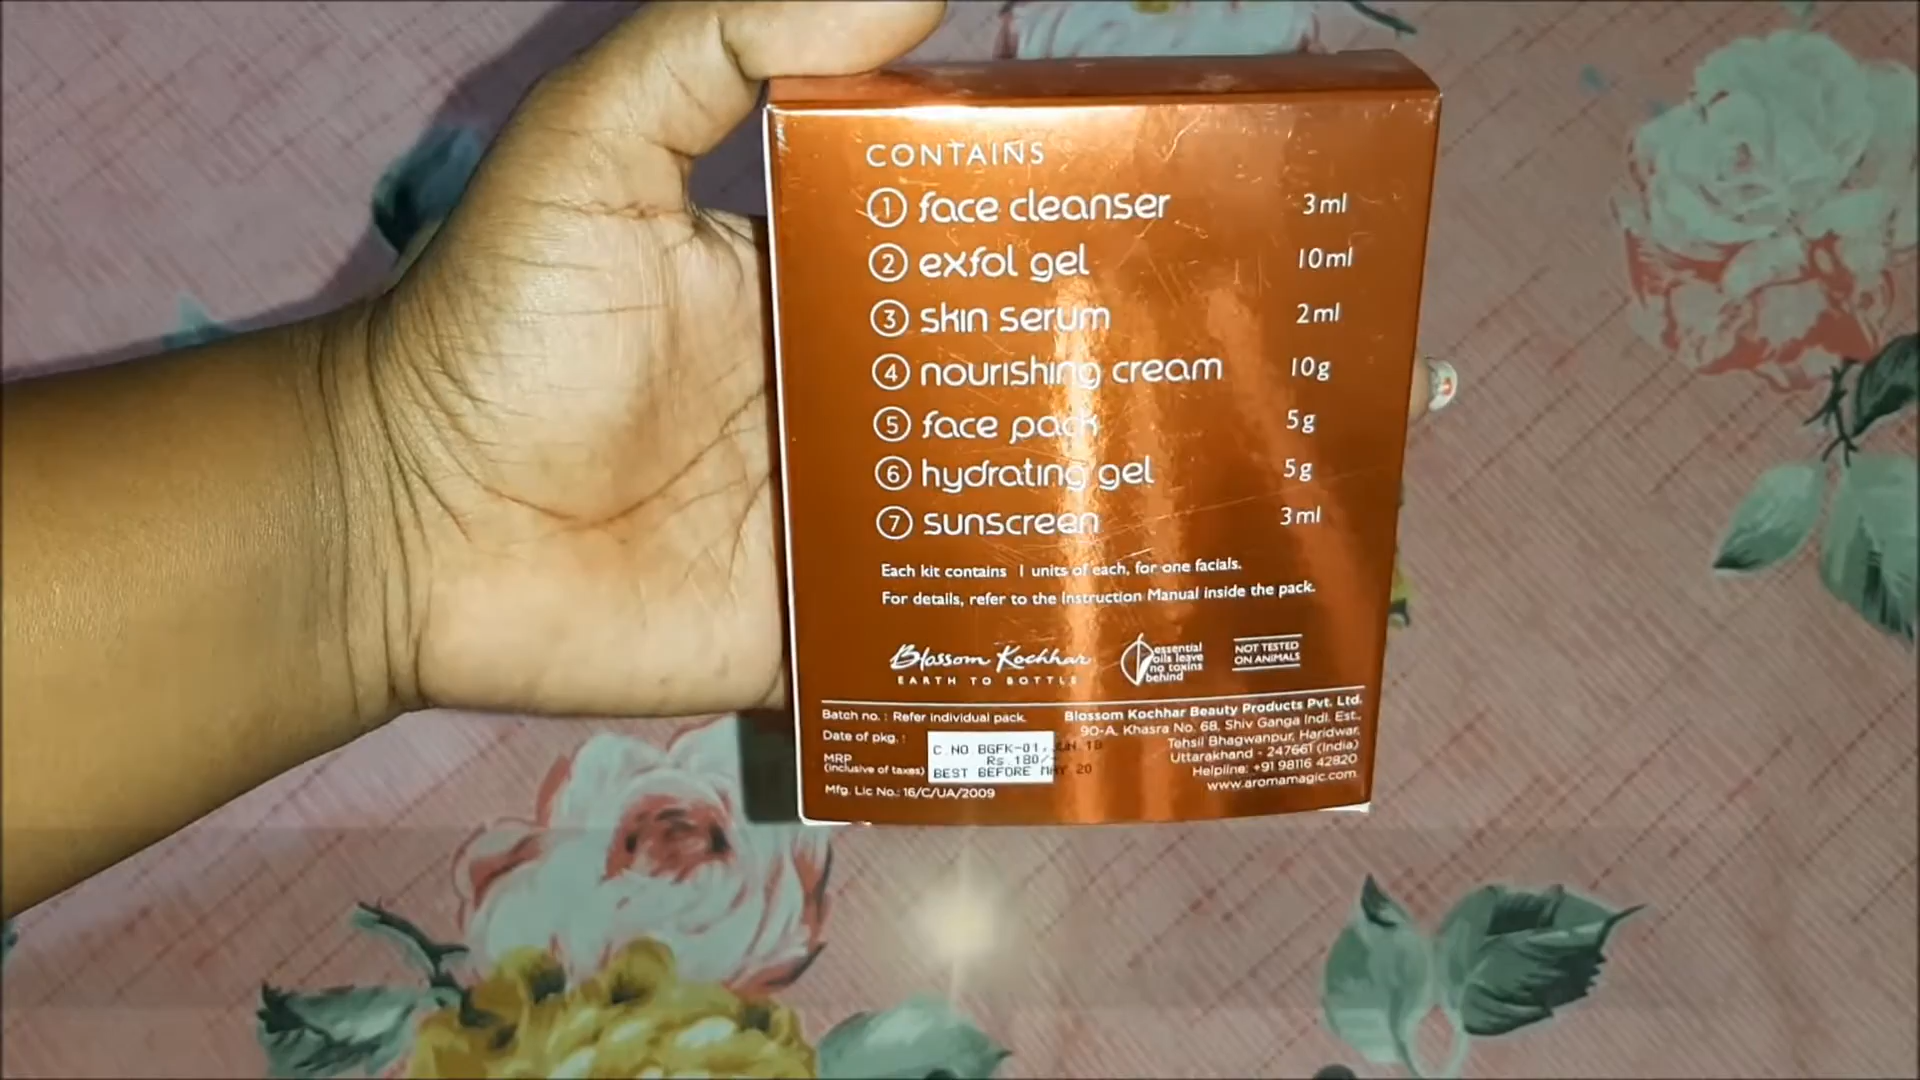 CONTAINS
1 face cleanser 3ml
2 exfol gel 10ml
3 skin serum 2ml
4 nourishing cream 10g
5 face pack 5g
6 hydrating gel 5g
7 sunscreen 3ml
Each kit contains 1 units of each, for one facials.
For details, refer to the Instruction Manual inside the pack.
Blossom Kochhar
EARTH TO BOTTLE
essential
oils leave
no toxins
behind
NOT TESTED
ON ANIMALS
Batch no. : Refer individual pack.
Date of pkg. :
MRP
(inclusive of taxes)
C.NO BGFK-01, JUN.18
Rs.180/-
BEST BEFORE MAY 20
Mfg. Lic No.: 16/C/UA/2009
Blossom Kochhar Beauty Products Pvt. Ltd.
90-A, Khasra No. 68, Shiv Ganga Indl. Est.,
Tehsil Bhagwanpur, Haridwar,
Uttarakhand - 247661 (India)
Helpline: +91 98116 42820
www.aromamagic.com